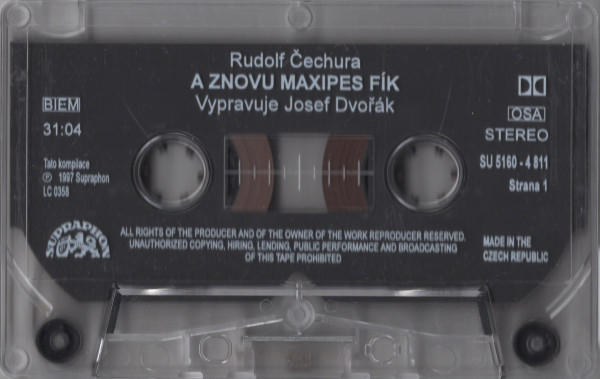 Rudolf Čechura
A ZNOVU MAXIPES FÍK
Vypravuje Josef Dvořák
BIEM
31:04
OSA
STEREO
Tato kompilace
Ⓟ 1997 Supraphon
LC 0358
SU 5160 - 4 811
Strana 1
SUPRAPHON
ALL RIGHTS OF THE PRODUCER AND OF THE OWNER OF THE WORK REPRODUCER RESERVED.
UNAUTHORIZED COPYING, HIRING, LENDING, PUBLIC PERFORMANCE AND BROADCASTING
OF THIS TAPE PROHIBITED
MADE IN THE
CZECH REPUBLIC